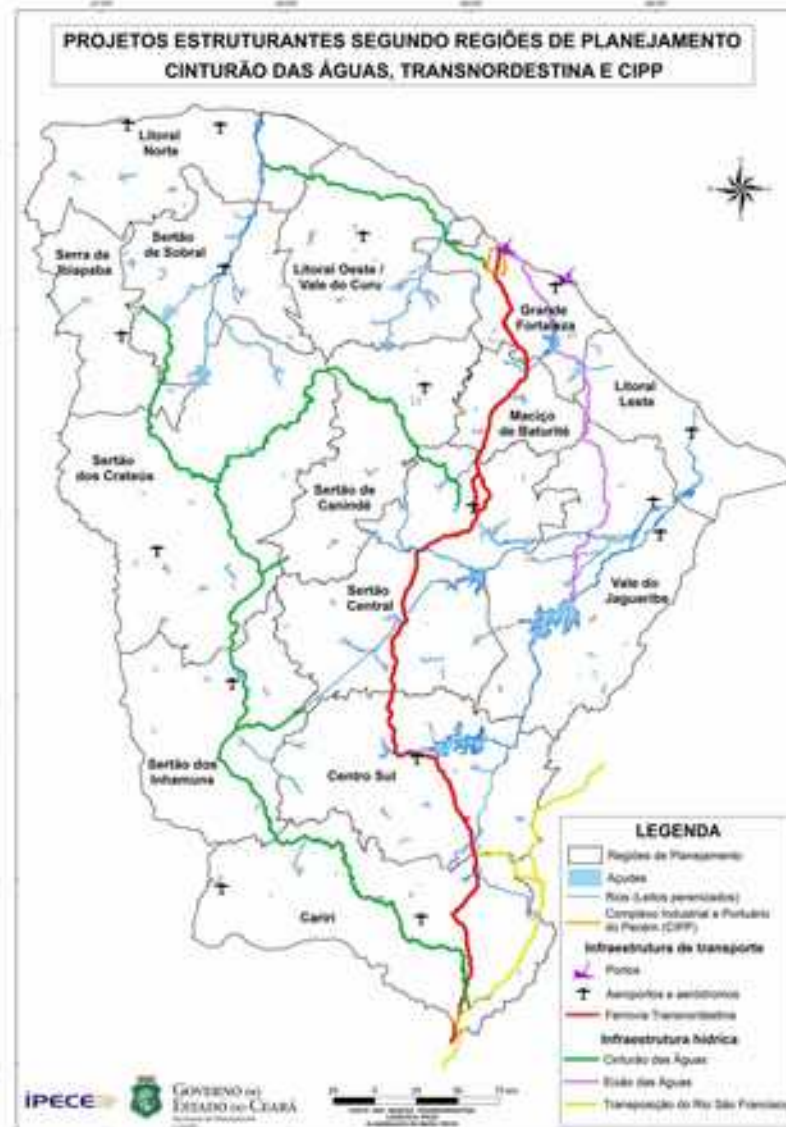 PROJETOS ESTRUTURANTES SEGUNDO REGIÕES DE PLANEJAMENTO
CINTURÃO DAS ÁGUAS, TRANSNORDESTINA E CIPP
Litoral
Norte
Serra da
Ibiapaba
Sertão
de Sobral
Litoral Oeste /
Vale do Curu
Grande
Fortaleza
Litoral
Leste
Maciço
de Baturité
Sertão
dos Crateús
Sertão de
Canindé
Sertão
Central
Vale do
Jaguaribe
Sertão dos
Inhamuns
Centro Sul
Cariri
LEGENDA
Regiões de Planejamento
Açudes
Rios (Leitos perenizados)
Complexo Industrial e Portuário
do Pecém (CIPP)
Infraestrutura de transporte
Portos
Aeroportos e aeródromos
Ferrovia Transnordestina
Infraestrutura hídrica
Cinturão das Águas
Eixão das Águas
Transposição do Rio São Francisco
IPECE
GOVERNO DO
ESTADO DO CEARÁ